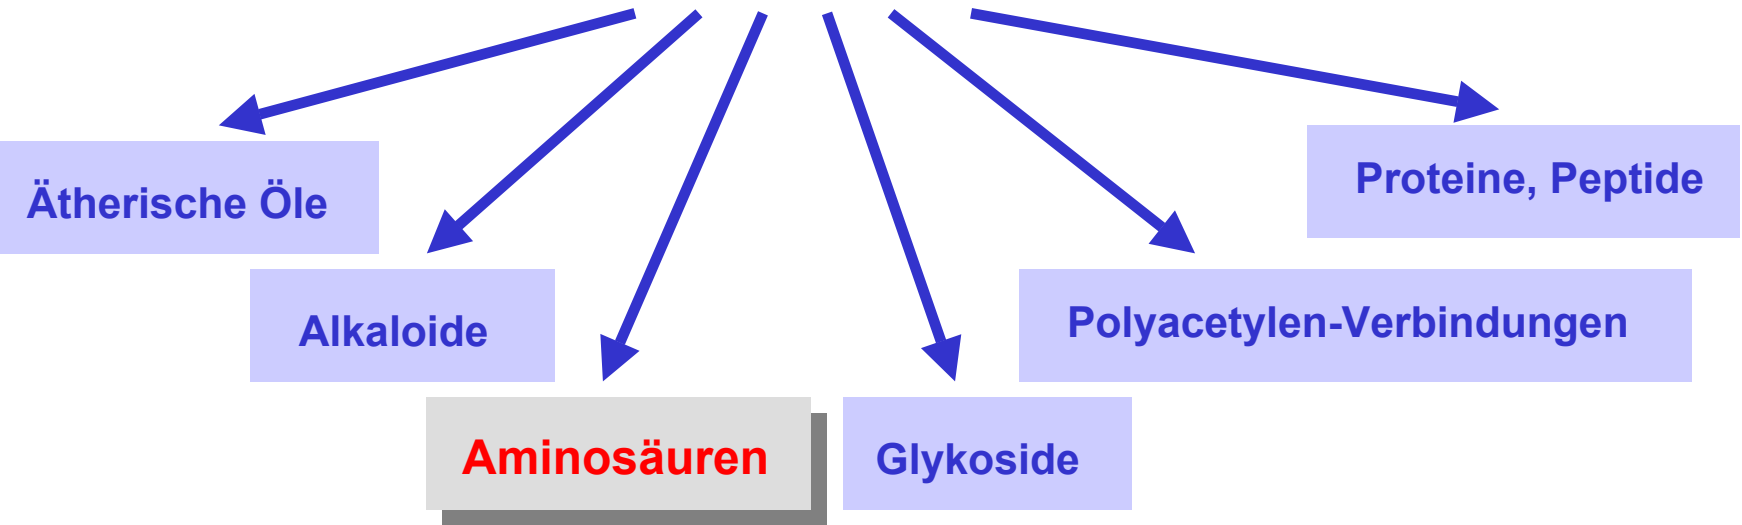 Ätherische Öle
Alkaloide
Aminosäuren
Glykoside
Polyacetylen-Verbindungen
Proteine, Peptide